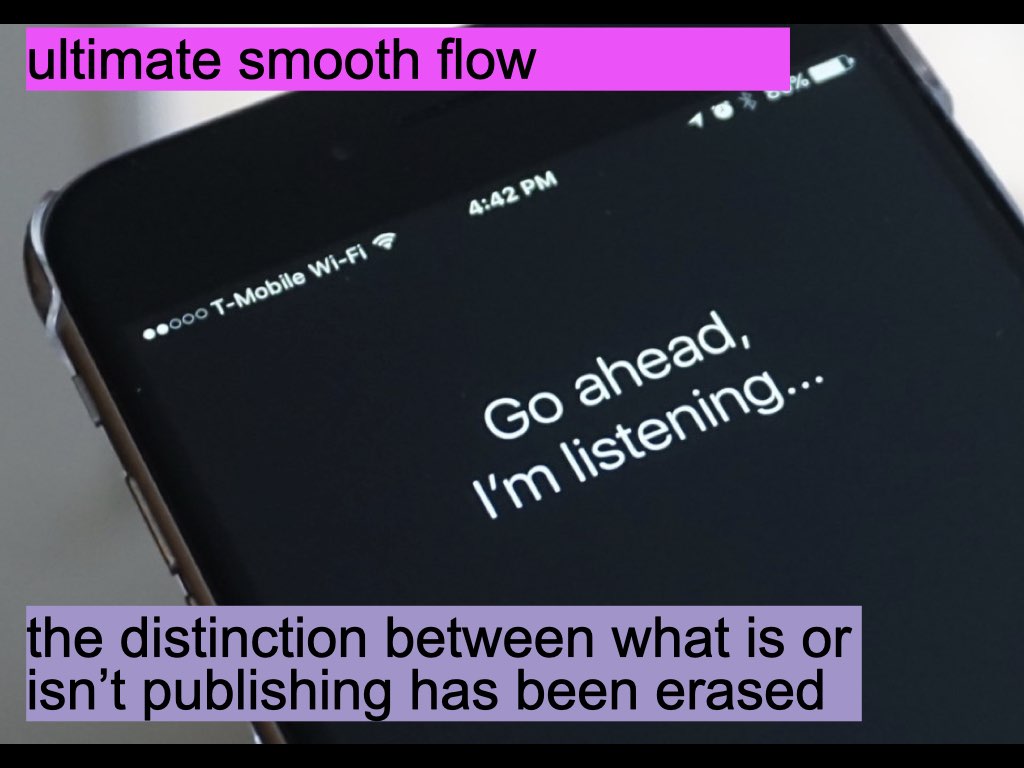 ultimate smooth flow
4:42 PM
T-Mobile Wi-Fi
Go ahead,
I'm listening...
the distinction between what is or
isn’t publishing has been erased